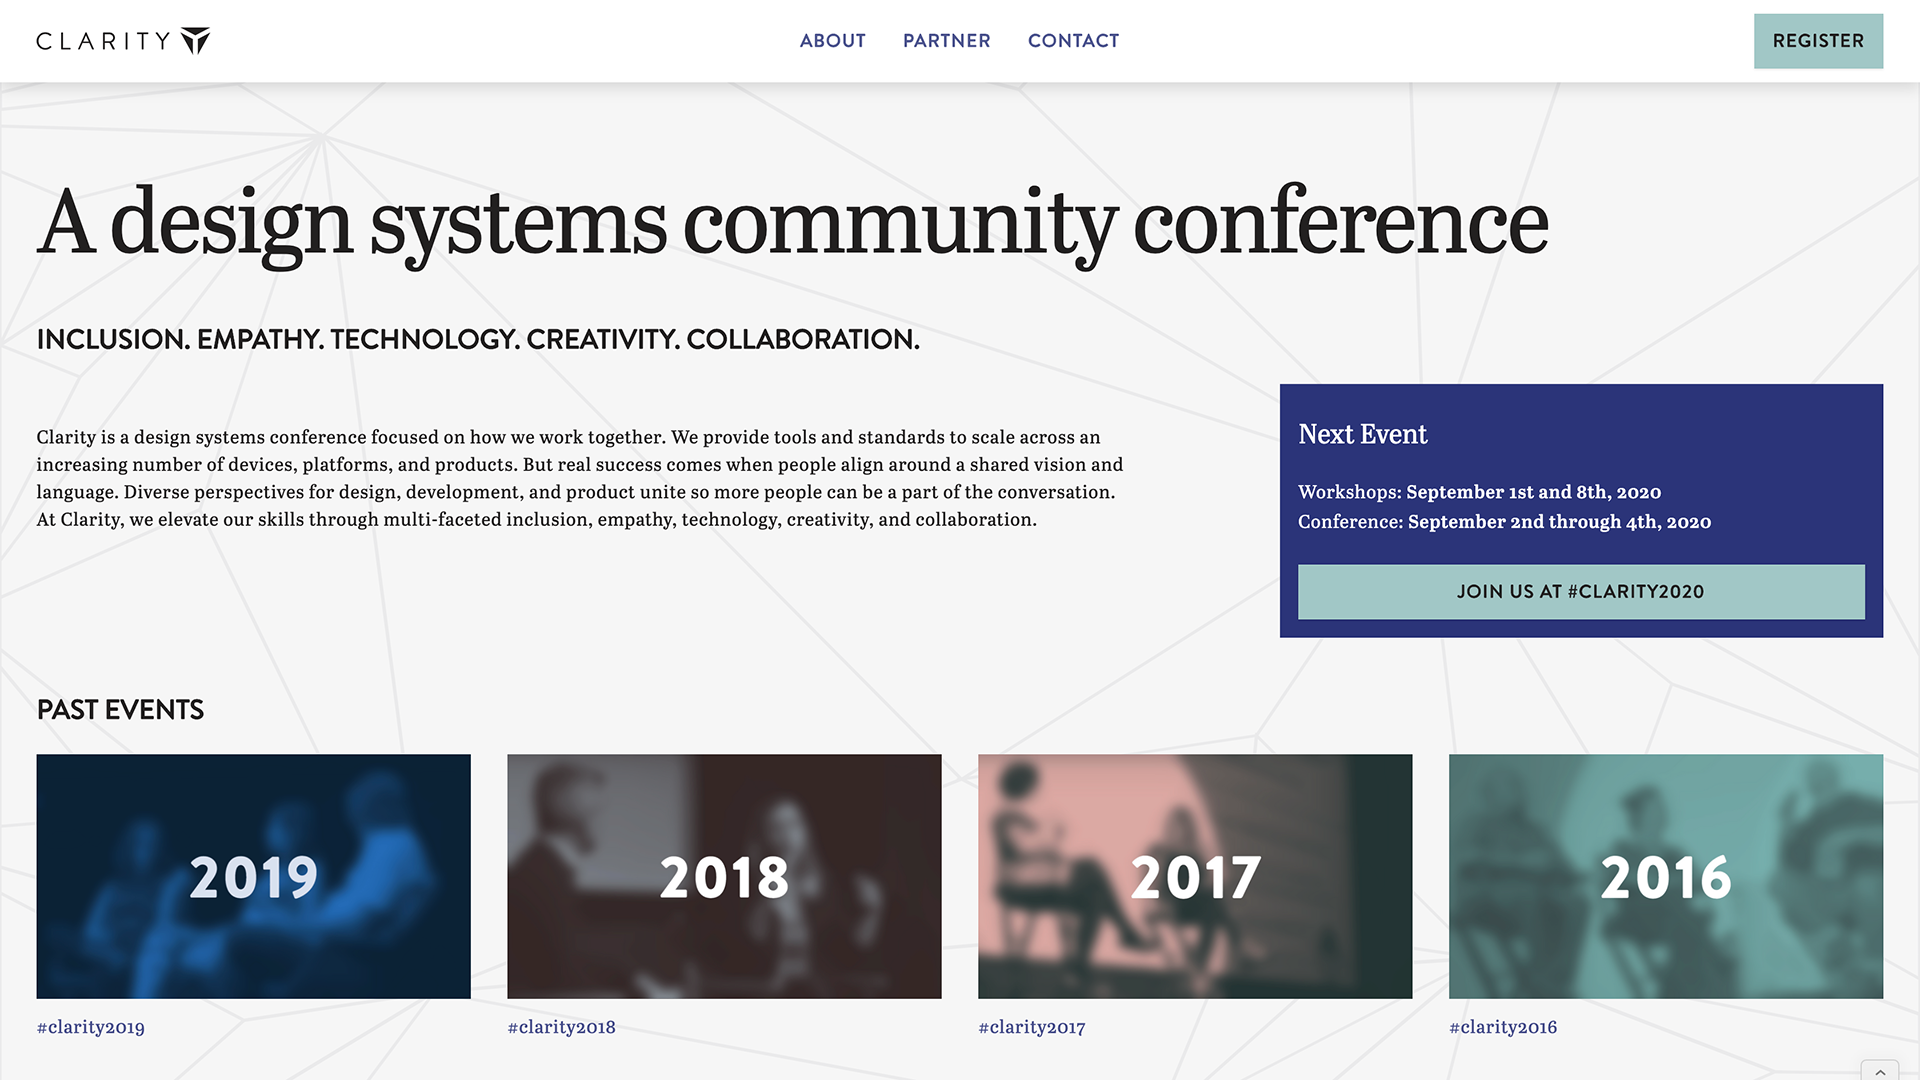 CLARITY
ABOUT PARTNER CONTACT
REGISTER
A design systems community conference
INCLUSION. EMPATHY. TECHNOLOGY. CREATIVITY. COLLABORATION.
Clarity is a design systems conference focused on how we work together. We provide tools and standards to scale across an
increasing number of devices, platforms, and products. But real success comes when people align around a shared vision and
language. Diverse perspectives for design, development, and product unite so more people can be a part of the conversation.
At Clarity, we elevate our skills through multi-faceted inclusion, empathy, technology, creativity, and collaboration.
Next Event
Workshops: September 1st and 8th, 2020
Conference: September 2nd through 4th, 2020
JOIN US AT #CLARITY2020
PAST EVENTS
2019
2018
2017
2016
#clarity2019
#clarity2018
#clarity2017
#clarity2016